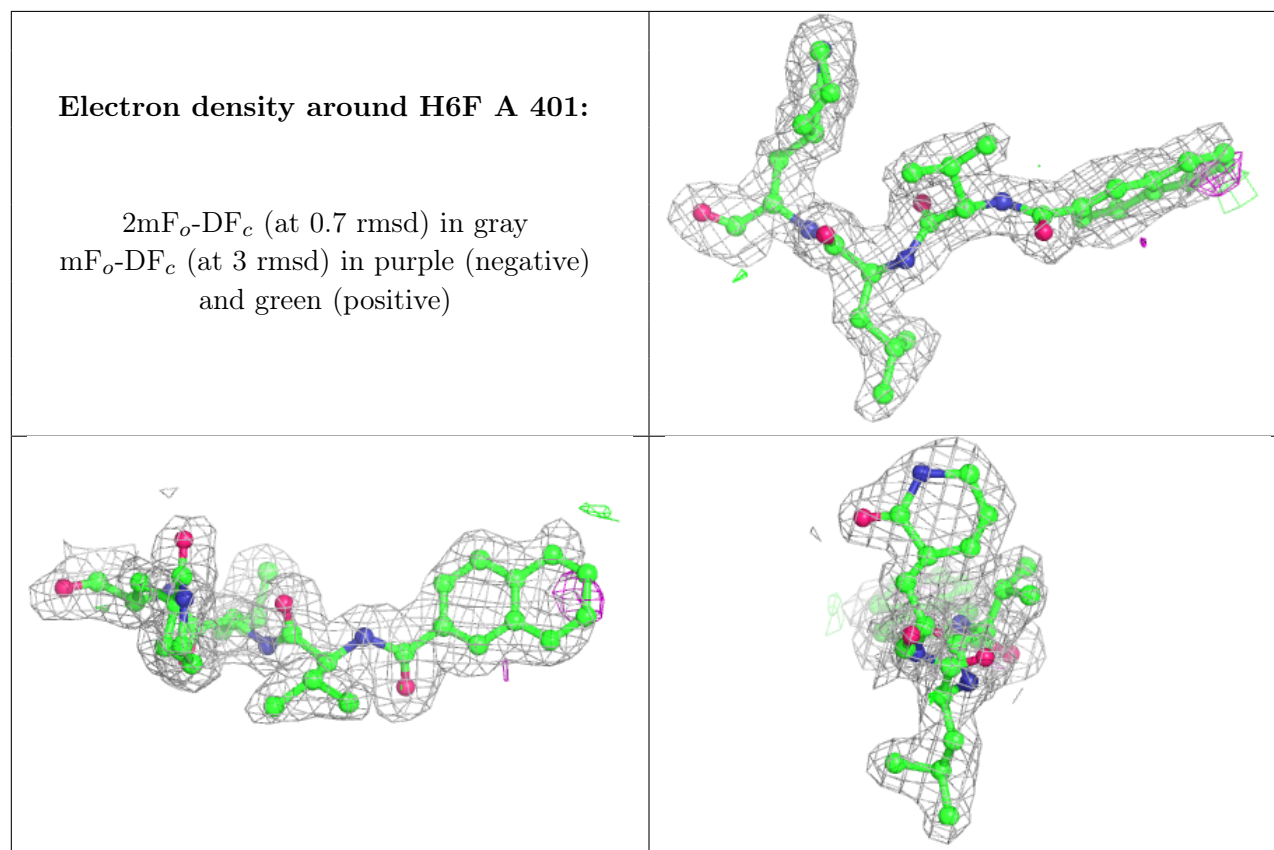 Electron density around H6F A 401:
2mFo-DFc (at 0.7 rmsd) in gray
mFo-DFc (at 3 rmsd) in purple (negative)
and green (positive)